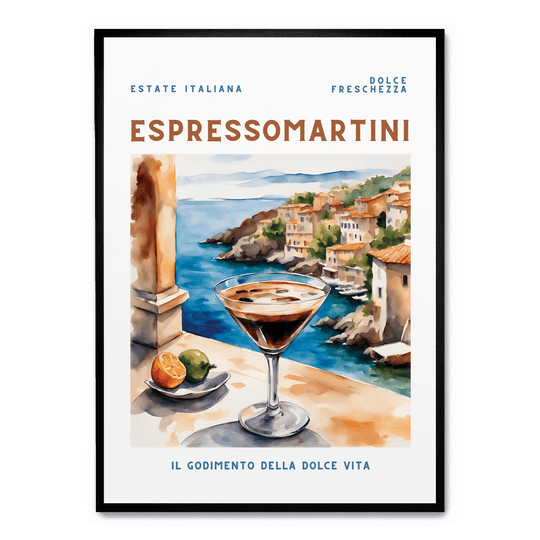 ESTATE ITALIANA
DOLCE
FRESCHEZZA
ESPRESSOMARTINI
IL GODIMENTO DELLA DOLCE VITA